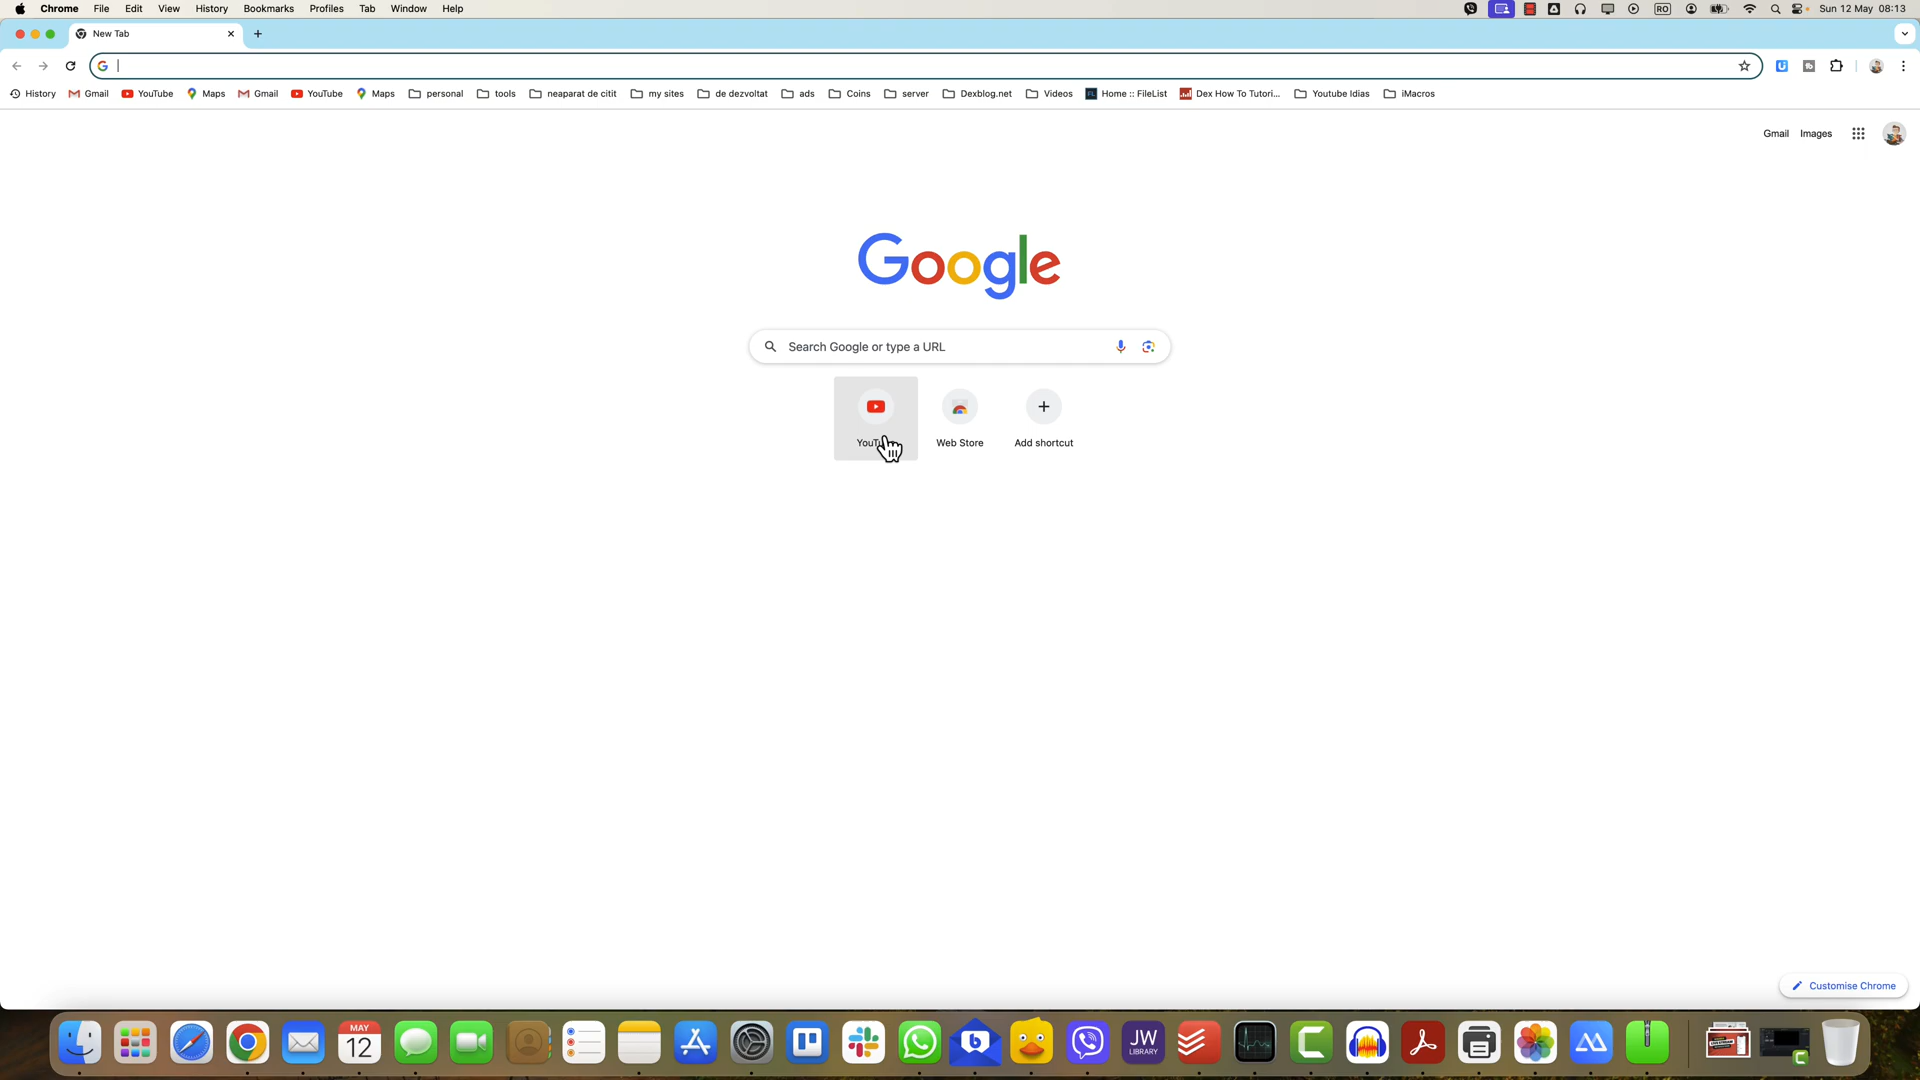 Chrome File Edit View History Bookmarks Profiles Tab Window Help RO Sun 12 May 08:13
New Tab
History Gmail YouTube Maps Gmail YouTube Maps personal tools neaparat de citit my sites de dezvoltat ads Coins server Dexblog.net Videos Home :: FileList Dex How To Tutori... Youtube Idias iMacros
Gmail Images
Google
Search Google or type a URL
Web Store Add shortcut
Customise Chrome
MAY
12
JW
LIBRARY